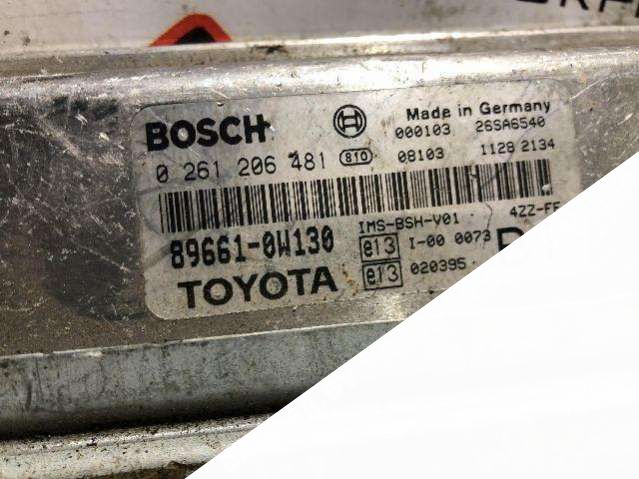 BOSCH Made in Germany
000103 26SA6540
0 261 206 481 810 08103 1128 2134
IMS-BSH-V01 4ZZ-FE
89661-0W130 e13 I-00 0073
TOYOTA e13 020395